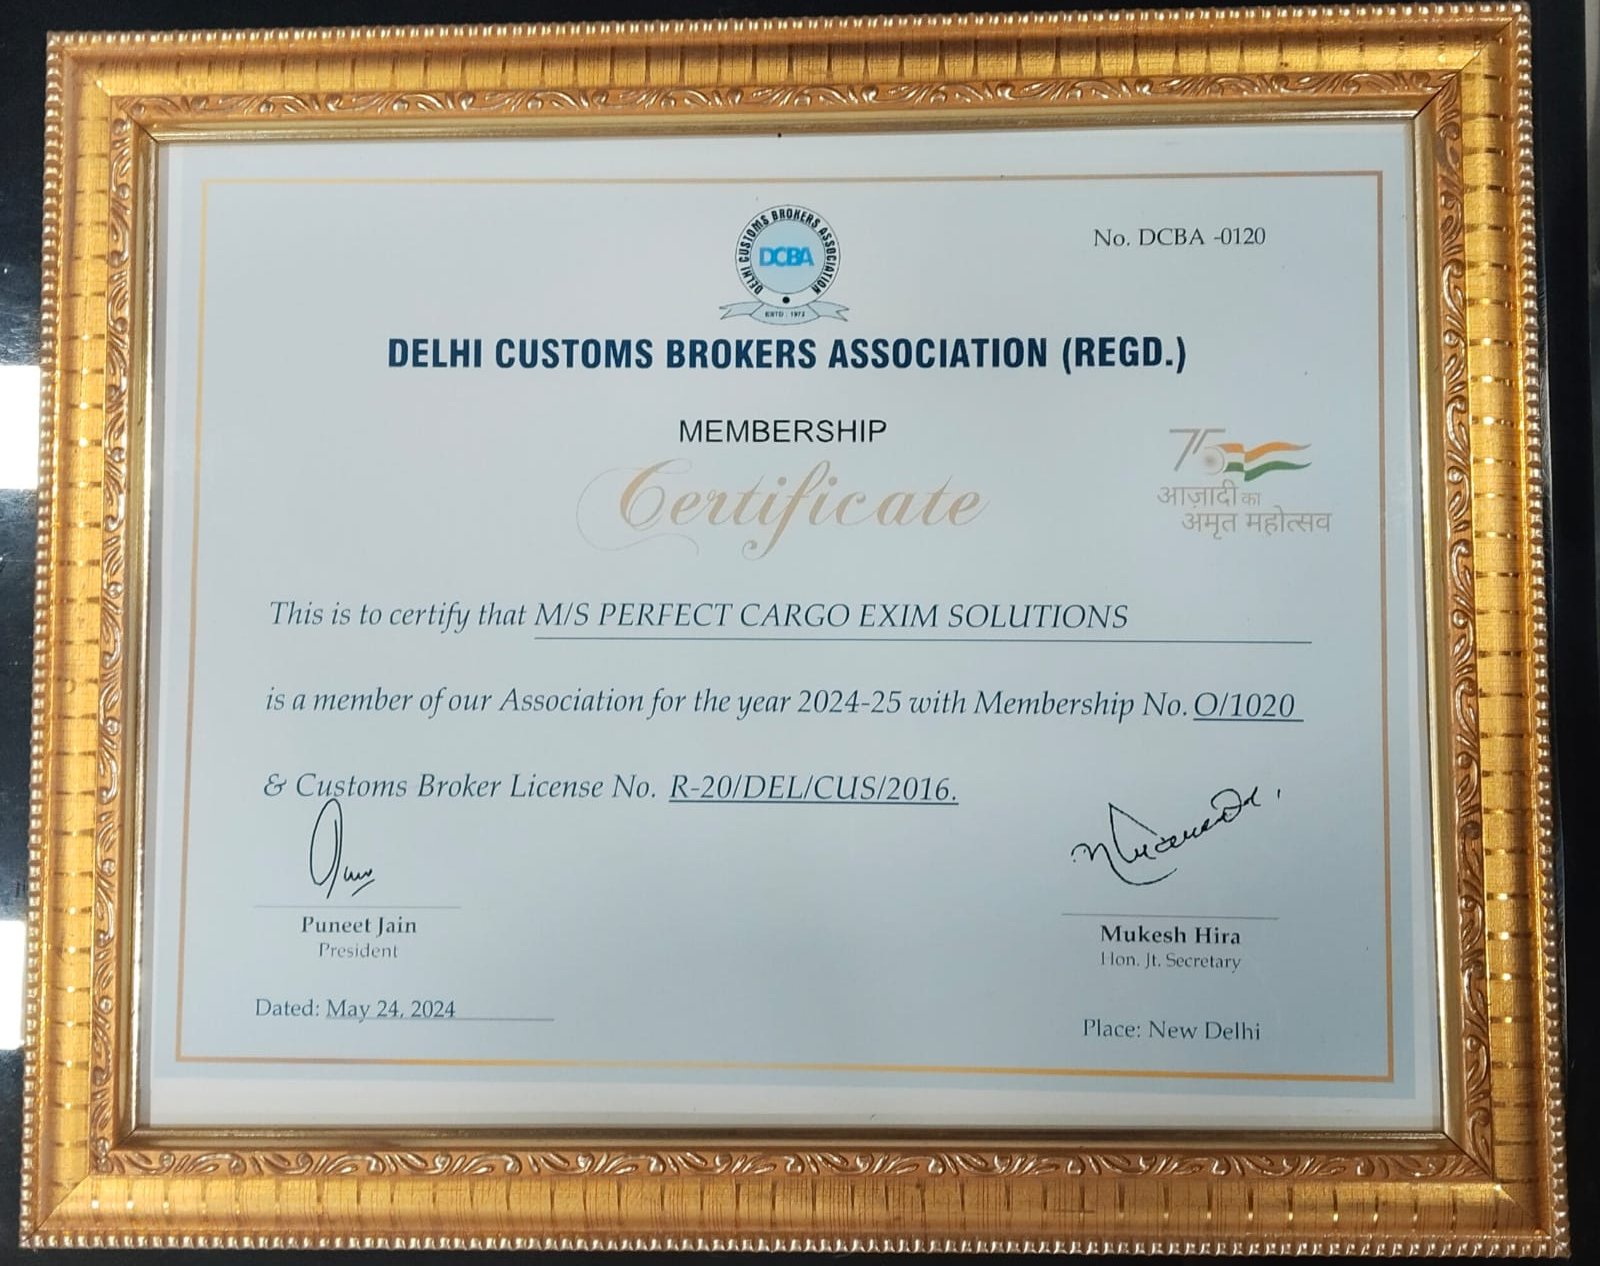 DELHI CUSTOMS BROKERS ASSOCIATION
DCBA
ESTD : 1972
No. DCBA -0120
DELHI CUSTOMS BROKERS ASSOCIATION (REGD.)
MEMBERSHIP
Certificate
75
आज़ादी का
अमृत महोत्सव
This is to certify that M/S PERFECT CARGO EXIM SOLUTIONS
is a member of our Association for the year 2024-25 with Membership No. O/1020
& Customs Broker License No. R-20/DEL/CUS/2016.
Puneet Jain
President
Mukesh Hira
Hon. Jt. Secretary
Dated: May 24, 2024
Place: New Delhi